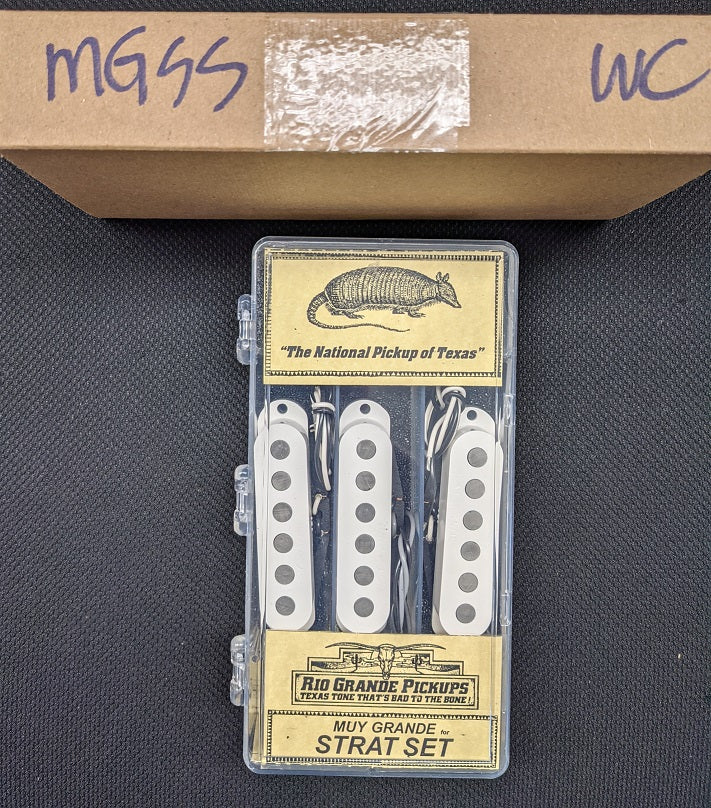 MGSS WC
"The National Pickup of Texas"
RIO GRANDE PICKUPS
TEXAS TONE THAT'S BAD TO THE BONE!
MUY GRANDE for
STRAT SET